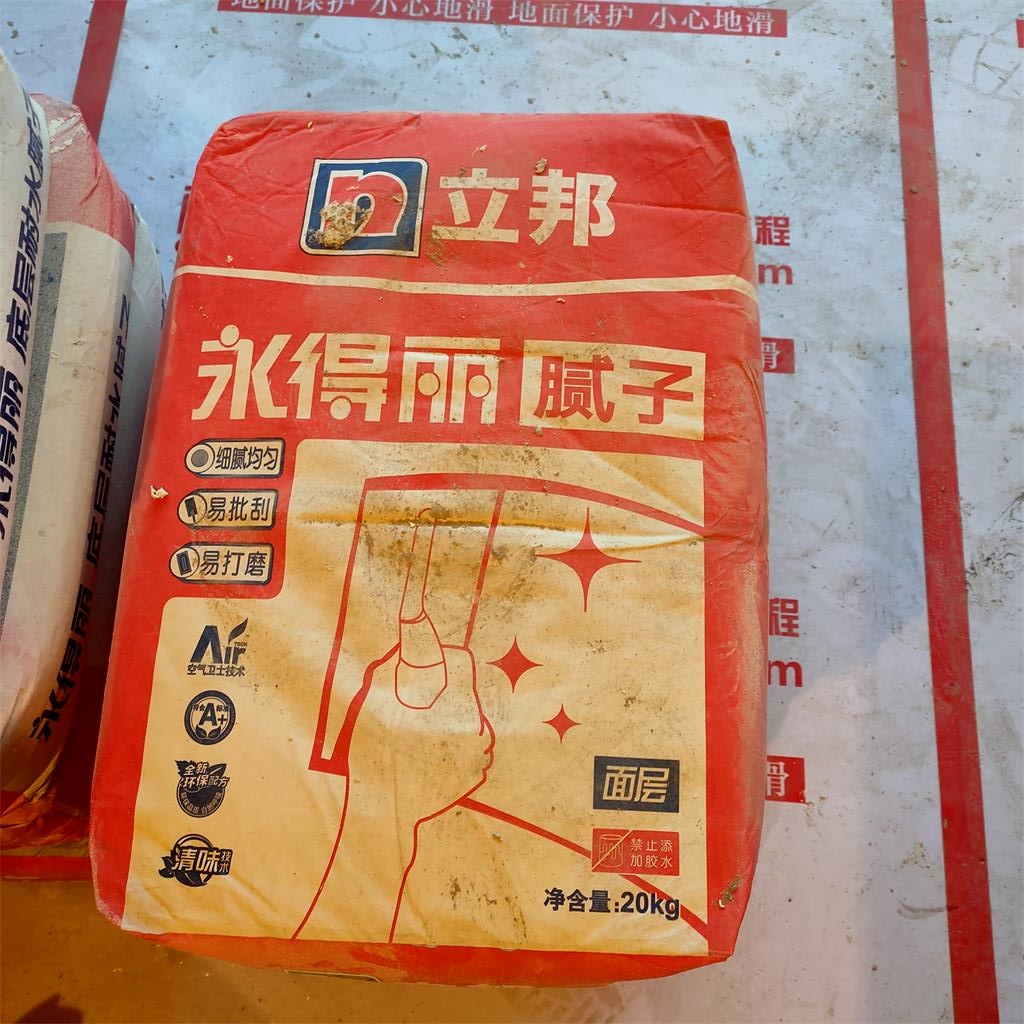 地面保护 小心地滑 地面保护 小心地滑
n 立邦
永得丽 腻子
细腻均匀
易批刮
易打磨
Air TECH
空气卫士技术
A+
全新
环保配方
清味技术
面层
禁止添
加胶水
净含量:20kg
永得丽 底层耐水腻子
永得丽 底层耐水腻子
程
m
滑
程
m
滑